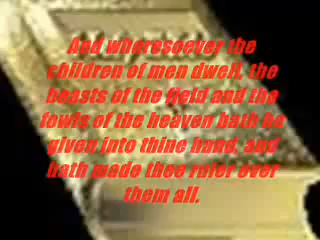 And wheresoever the
children of men dwell, the
beasts of the field and the
fowls of the heaven hath he
given into thine hand, and
hath made thee ruler over
them all.